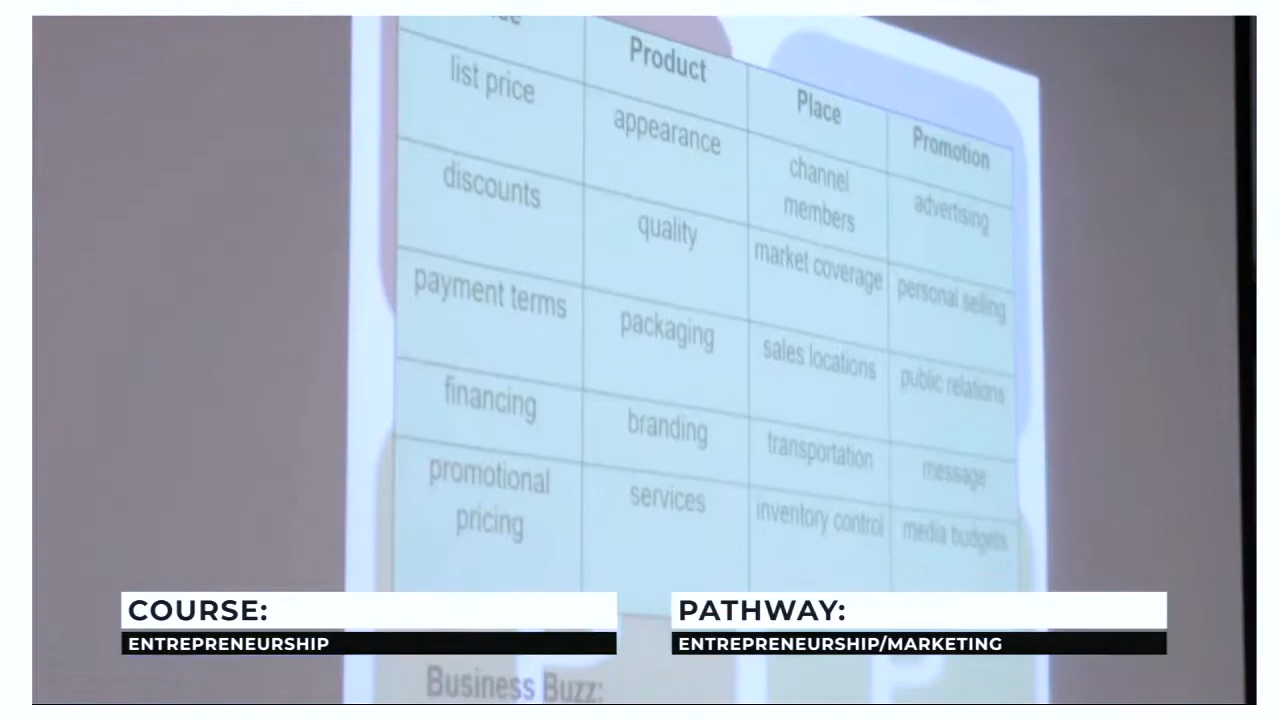 Product Place Promotion
list price appearance channel members advertising
discounts quality market coverage personal selling
payment terms packaging sales locations public relations
financing branding transportation message
promotional pricing services inventory control media budgets
COURSE:
ENTREPRENEURSHIP
PATHWAY:
ENTREPRENEURSHIP/MARKETING
Business Buzz: